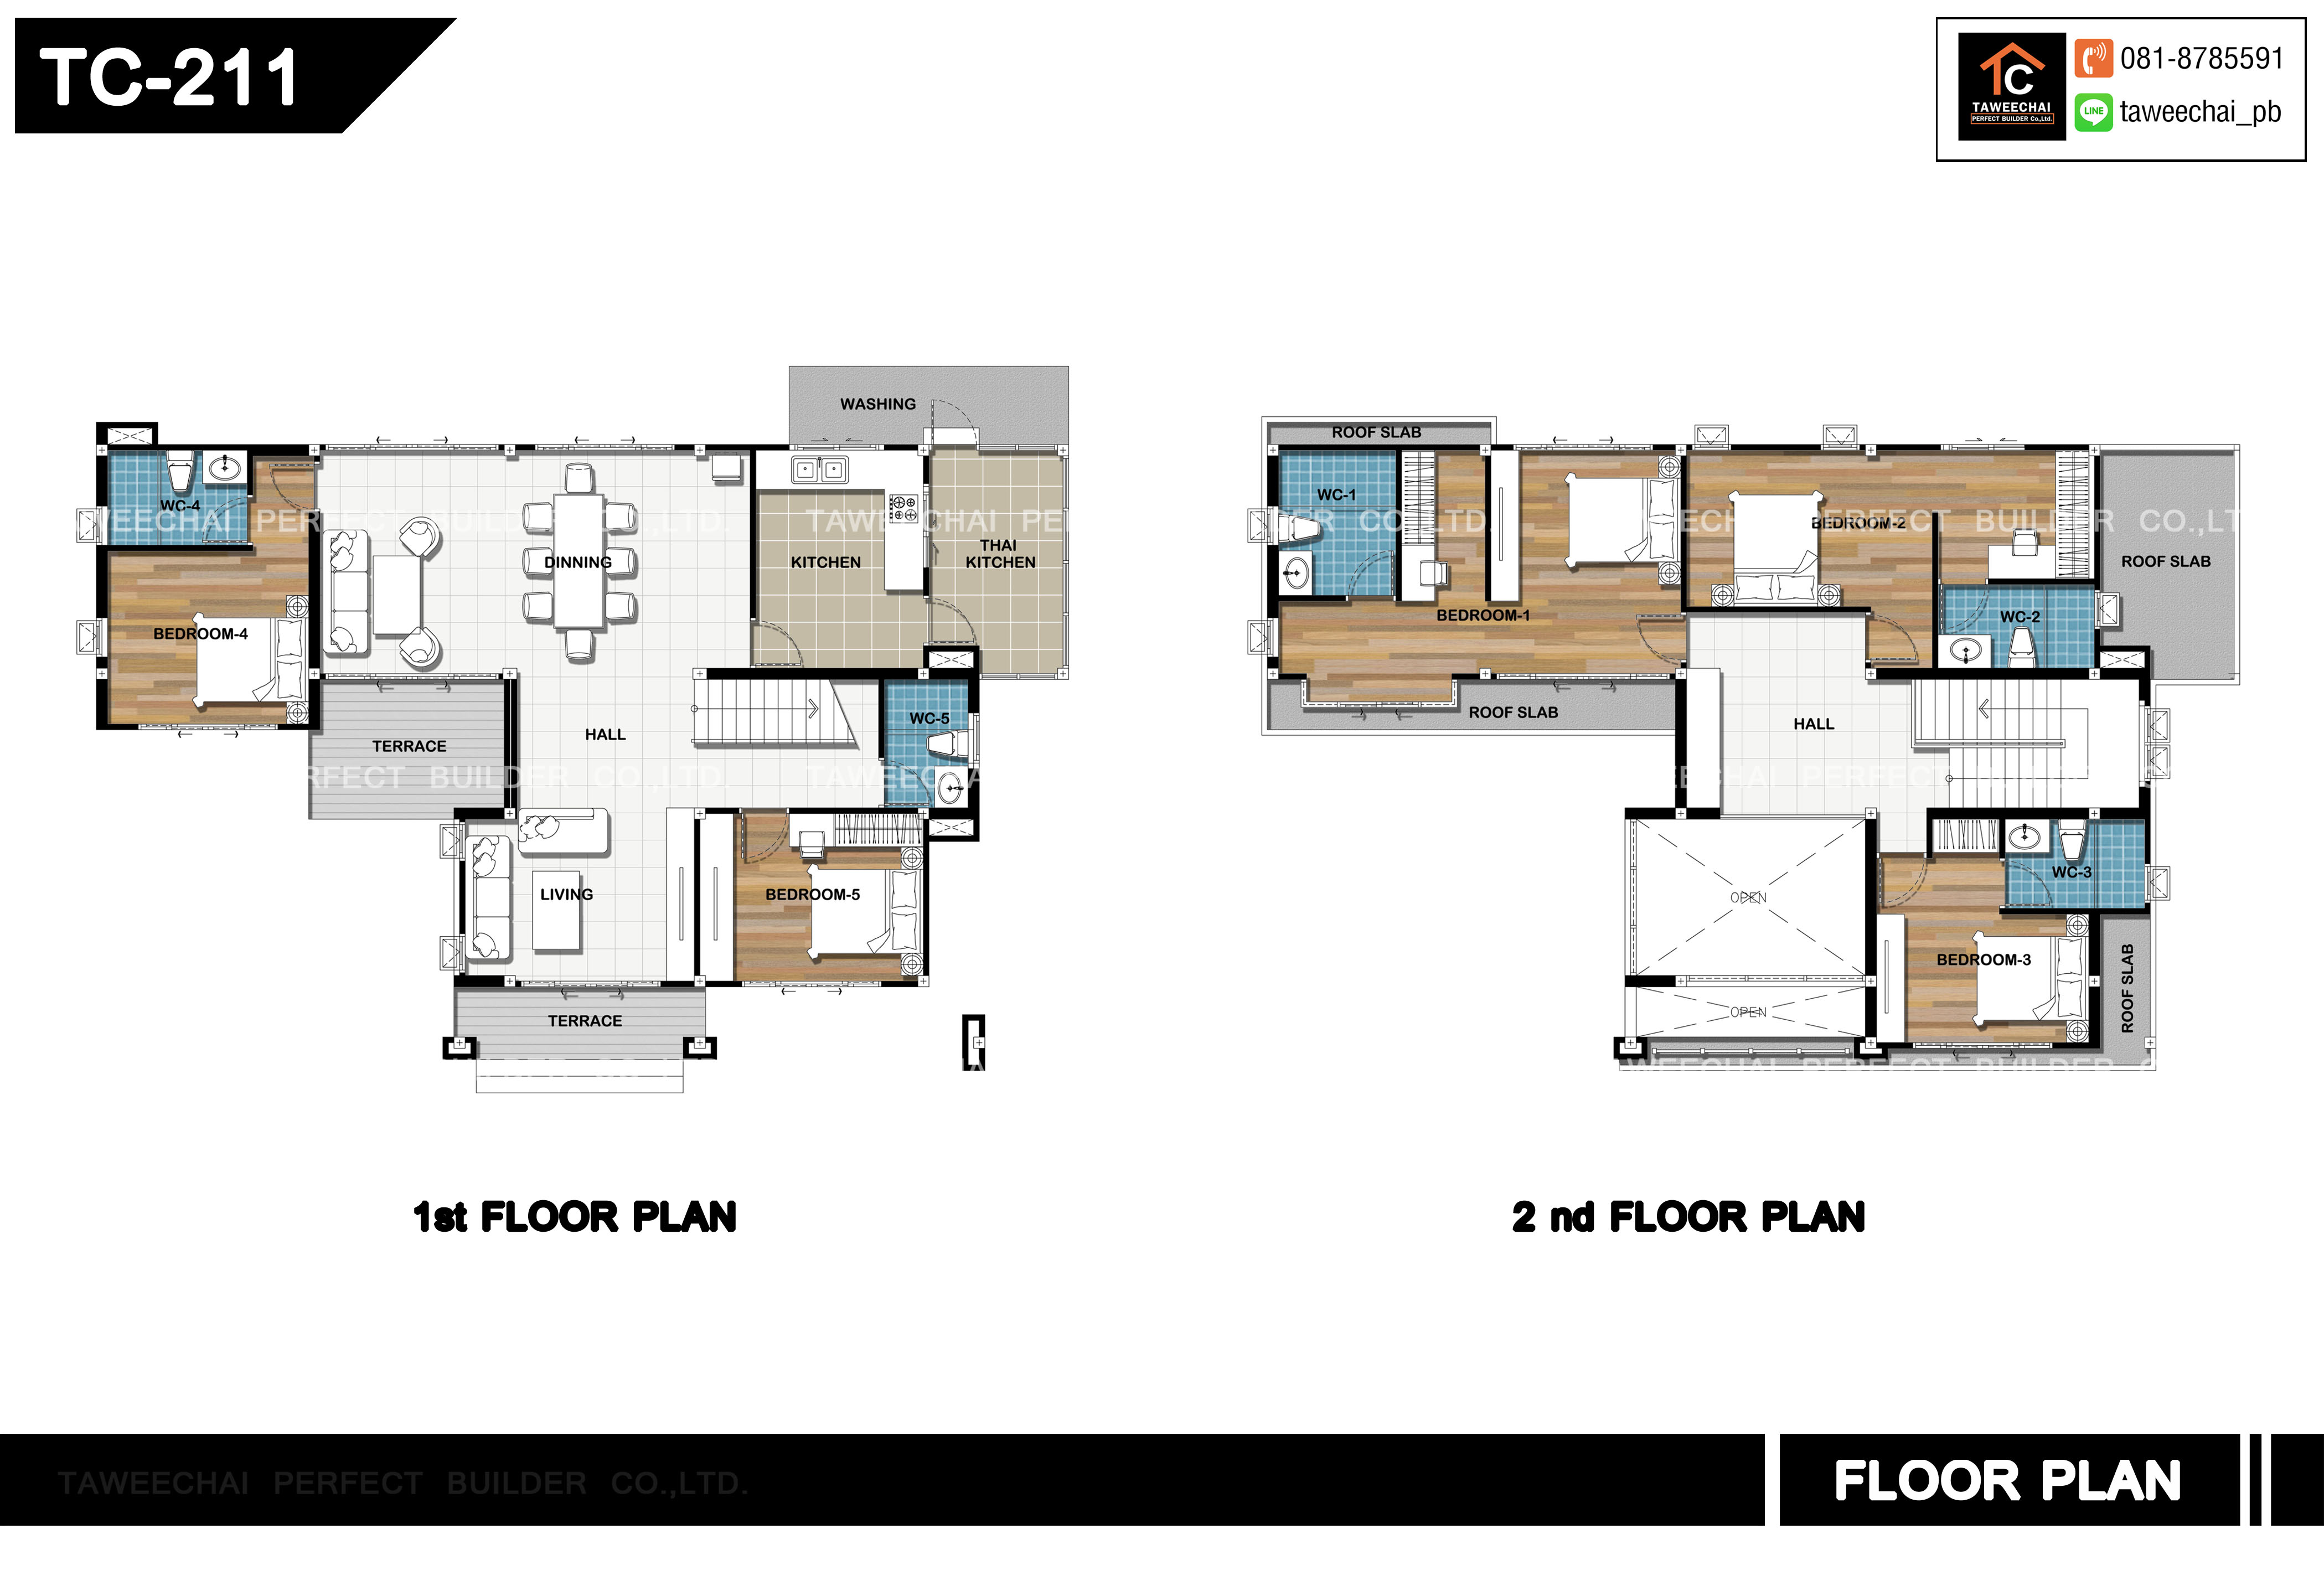 TC-211
TC
TAWEECHAI
PERFECT BUILDER Co.,Ltd.
081-8785591
LINE
taweechai_pb
WASHING
WC-4
DINNING
KITCHEN
THAI
KITCHEN
BEDROOM-4
TERRACE
HALL
WC-5
LIVING
BEDROOM-5
TERRACE
1st FLOOR PLAN
ROOF SLAB
WC-1
BEDROOM-2
ROOF SLAB
BEDROOM-1
WC-2
ROOF SLAB
HALL
WC-3
OPEN
BEDROOM-3
ROOF SLAB
OPEN
2 nd FLOOR PLAN
TAWEECHAI PERFECT BUILDER CO.,LTD.
FLOOR PLAN